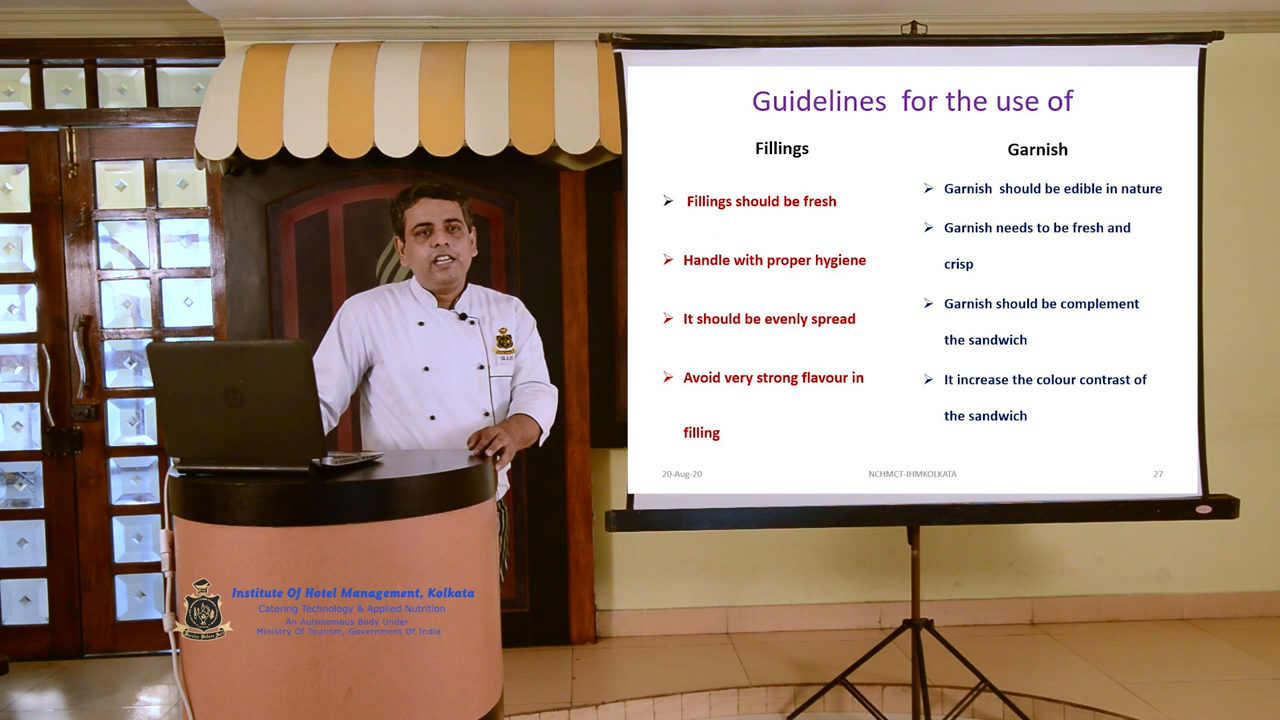 Guidelines for the use of
Fillings
Fillings should be fresh
Handle with proper hygiene
It should be evenly spread
Avoid very strong flavour in
filling
Garnish
Garnish should be edible in nature
Garnish needs to be fresh and
crisp
Garnish should be complement
the sandwich
It increase the colour contrast of
the sandwich
20-Aug-20
NCHMCT-IHMKOLKATA
27
Institute Of Hotel Management, Kolkata
Catering Technology & Applied Nutrition
An Autonomous Body Under
Ministry Of Tourism, Government Of India